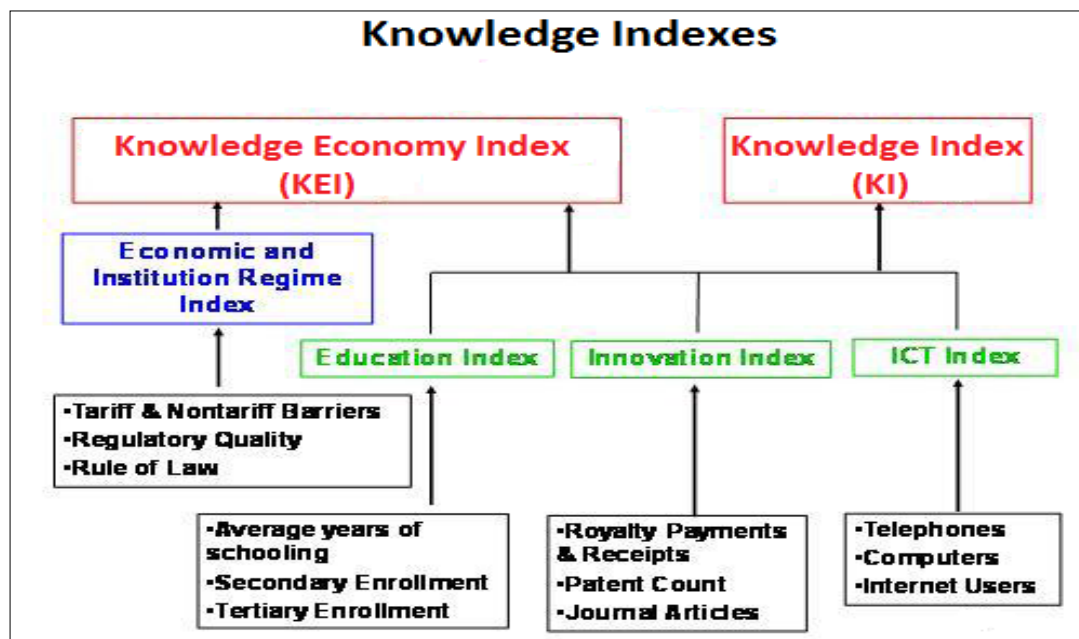 Knowledge Indexes
Knowledge Economy Index
(KEI)
Knowledge Index
(KI)
Economic and
Institution Regime
Index
Education Index
Innovation Index
ICT Index
•Tariff & Nontariff Barriers
•Regulatory Quality
•Rule of Law
•Average years of
schooling
•Secondary Enrollment
•Tertiary Enrollment
•Royalty Payments
& Receipts
•Patent Count
•Journal Articles
•Telephones
•Computers
•Internet Users